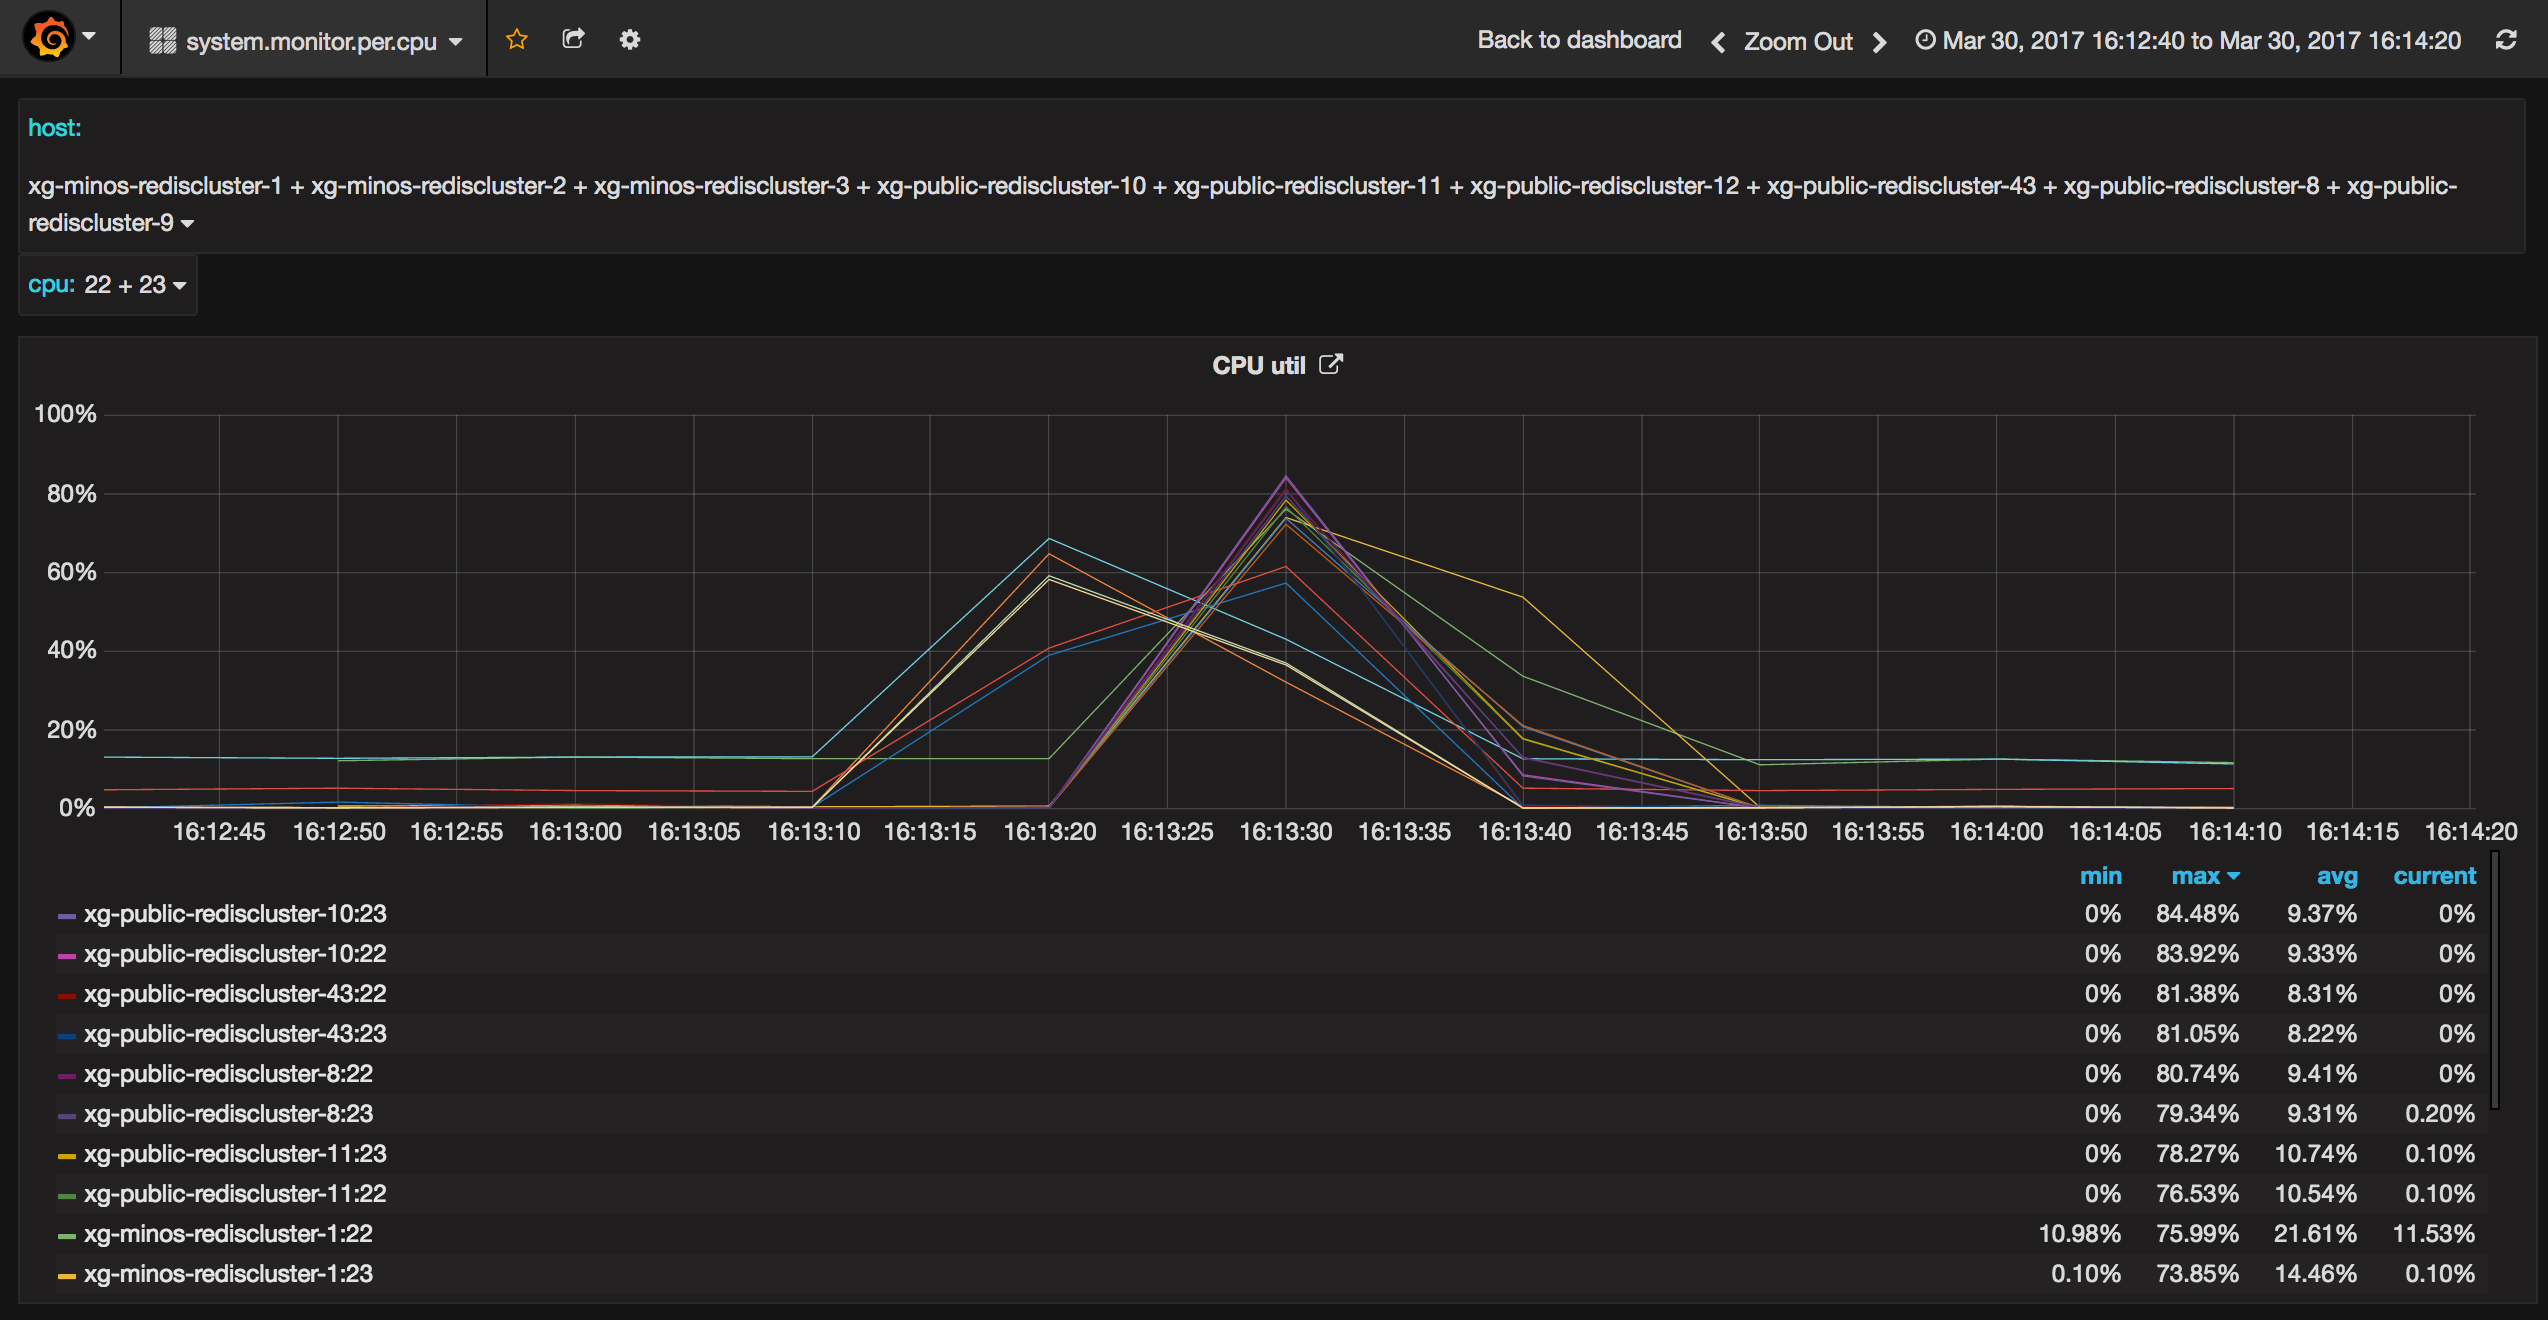 system.monitor.per.cpu Back to dashboard Zoom Out Mar 30, 2017 16:12:40 to Mar 30, 2017 16:14:20
host:
xg-minos-rediscluster-1 + xg-minos-rediscluster-2 + xg-minos-rediscluster-3 + xg-public-rediscluster-10 + xg-public-rediscluster-11 + xg-public-rediscluster-12 + xg-public-rediscluster-43 + xg-public-rediscluster-8 + xg-public-
rediscluster-9
cpu: 22 + 23
CPU util
100%
80%
60%
40%
20%
0%
16:12:45 16:12:50 16:12:55 16:13:00 16:13:05 16:13:10 16:13:15 16:13:20 16:13:25 16:13:30 16:13:35 16:13:40 16:13:45 16:13:50 16:13:55 16:14:00 16:14:05 16:14:10 16:14:15 16:14:20
min max avg current
xg-public-rediscluster-10:23 0% 84.48% 9.37% 0%
xg-public-rediscluster-10:22 0% 83.92% 9.33% 0%
xg-public-rediscluster-43:22 0% 81.38% 8.31% 0%
xg-public-rediscluster-43:23 0% 81.05% 8.22% 0%
xg-public-rediscluster-8:22 0% 80.74% 9.41% 0%
xg-public-rediscluster-8:23 0% 79.34% 9.31% 0.20%
xg-public-rediscluster-11:23 0% 78.27% 10.74% 0.10%
xg-public-rediscluster-11:22 0% 76.53% 10.54% 0.10%
xg-minos-rediscluster-1:22 10.98% 75.99% 21.61% 11.53%
xg-minos-rediscluster-1:23 0.10% 73.85% 14.46% 0.10%